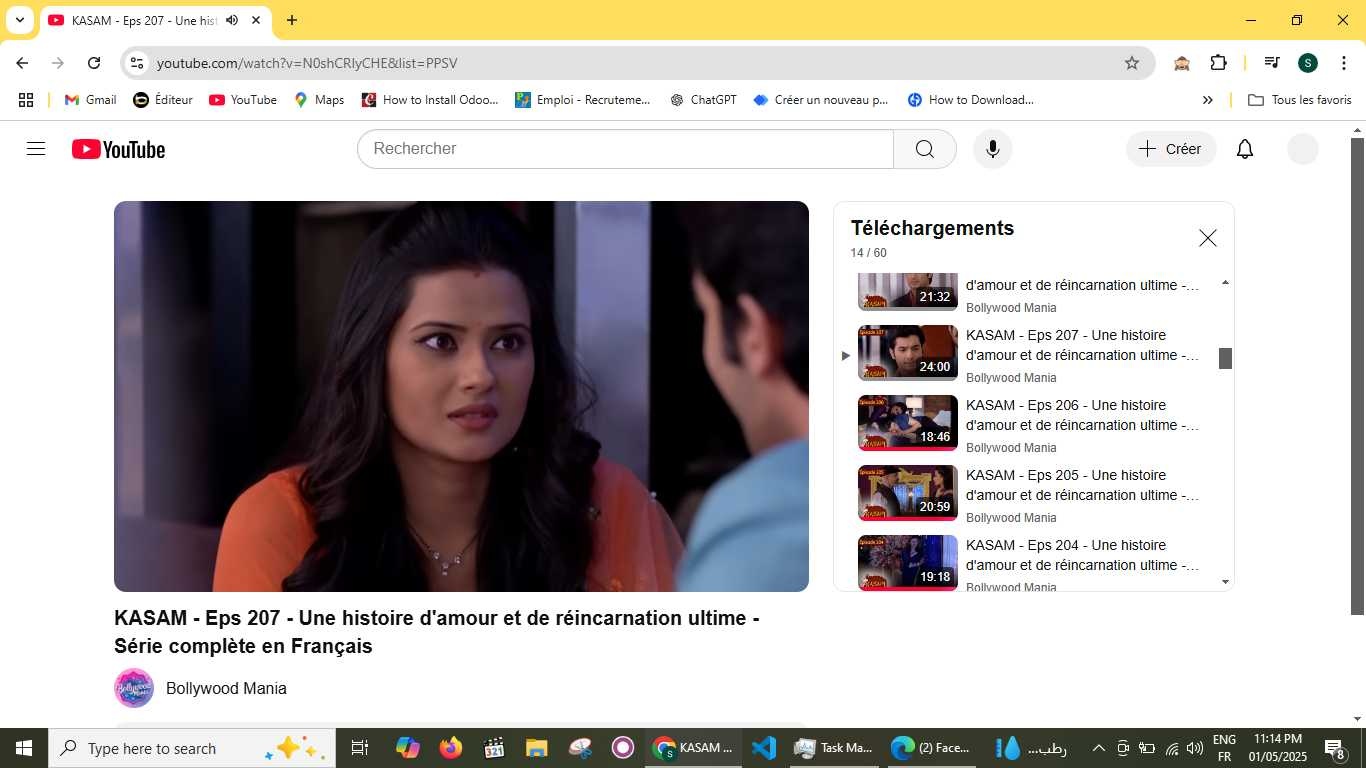 KASAM - Eps 207 - Une hist
youtube.com/watch?v=N0shCRIyCHE&list=PPSV
S
Gmail
Éditeur
YouTube
Maps
How to Install Odoo...
Emploi - Recruteme...
ChatGPT
Créer un nouveau p...
How to Download...
»
Tous les favoris
YouTube
Rechercher
Créer
Téléchargements
14 / 60
21:32
d'amour et de réincarnation ultime -...
Bollywood Mania
24:00
KASAM - Eps 207 - Une histoire
d'amour et de réincarnation ultime -...
Bollywood Mania
18:46
KASAM - Eps 206 - Une histoire
d'amour et de réincarnation ultime -...
Bollywood Mania
20:59
KASAM - Eps 205 - Une histoire
d'amour et de réincarnation ultime -...
Bollywood Mania
19:18
KASAM - Eps 204 - Une histoire
d'amour et de réincarnation ultime -...
Bollywood Mania
KASAM - Eps 207 - Une histoire d'amour et de réincarnation ultime -
Série complète en Français
Bollywood Mania
Type here to search
KASAM ...
Task Ma...
(2) Face...
رطب...
ENG
FR
11:14 PM
01/05/2025
8